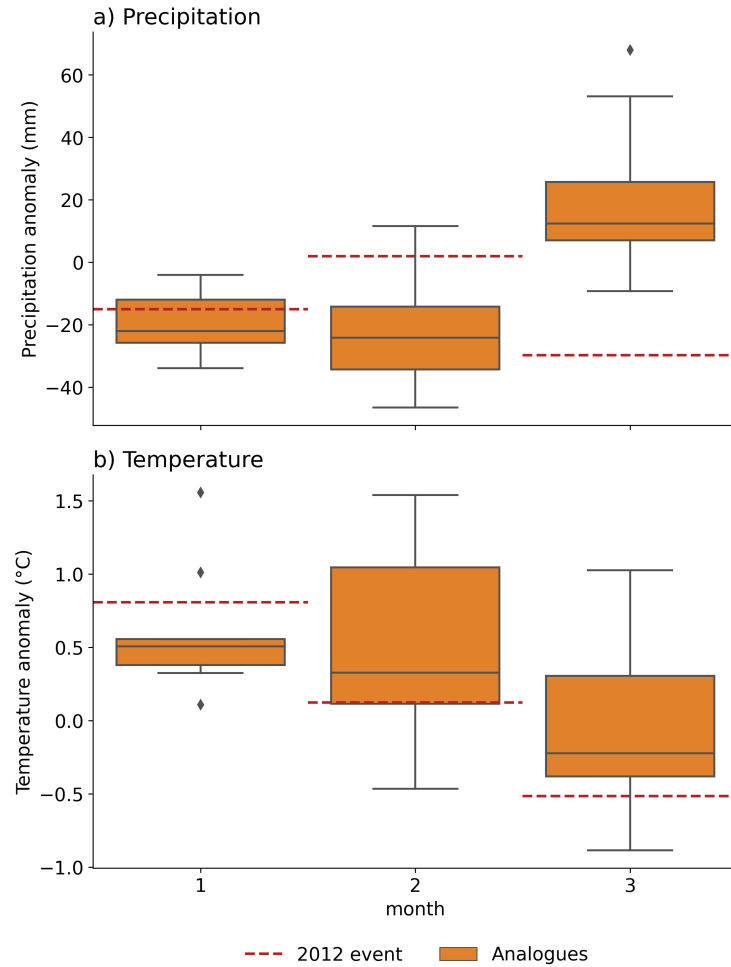 a) Precipitation
Precipitation anomaly (mm)
60
40
20
0
−20
−40
b) Temperature
Temperature anomaly (°C)
1.5
1.0
0.5
0.0
−0.5
−1.0
1 2 3
month
2012 event Analogues